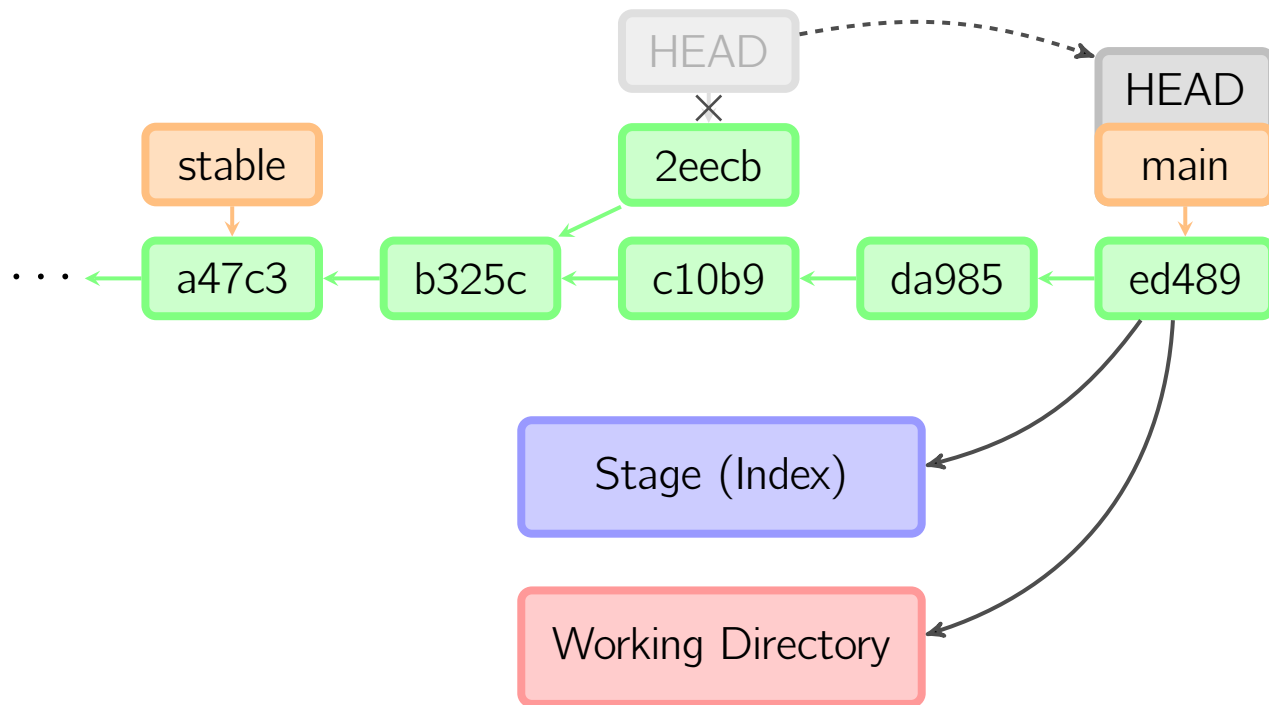 HEAD
HEAD
stable
2eecb
main
...
a47c3
b325c
c10b9
da985
ed489
Stage (Index)
Working Directory